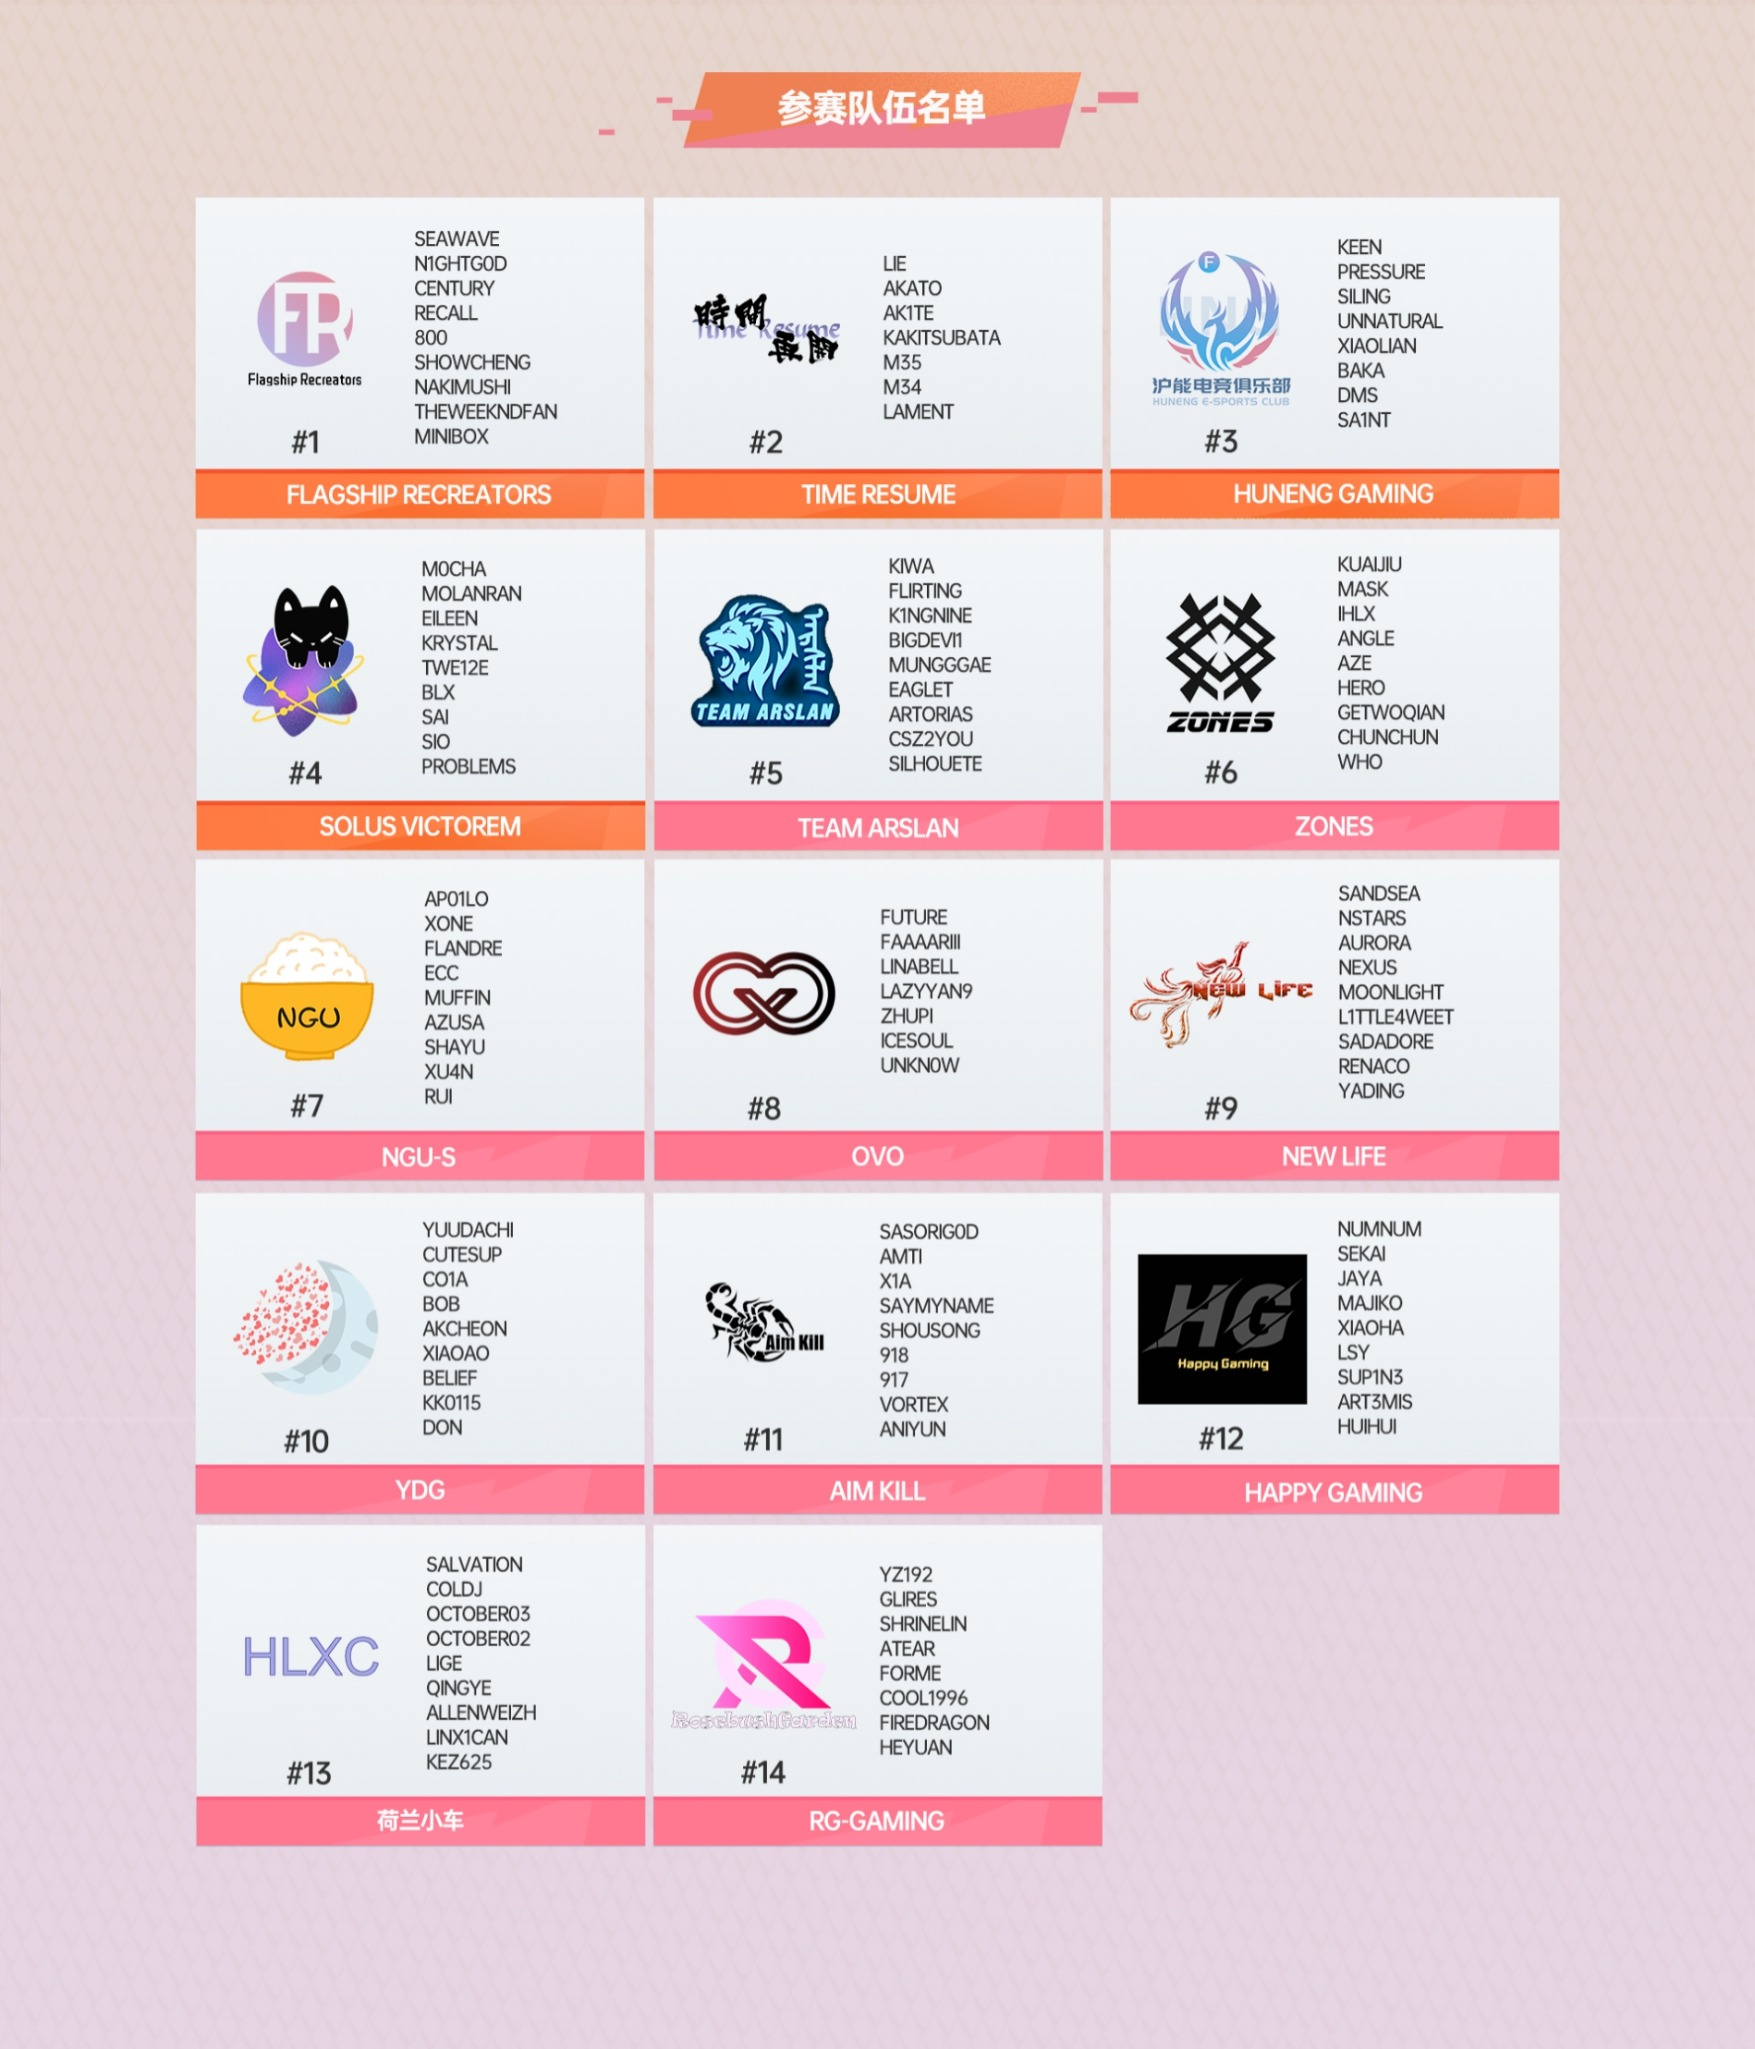 参赛队伍名单
Flagship Recreators
#1
SEAWAVE
N1GHTG0D
CENTURY
RECALL
800
SHOWCHENG
NAKIMUSHI
THEWEEKNDFAN
MINIBOX
FLAGSHIP RECREATORS
時間
Time Resume
再開
#2
LIE
AKATO
AK1TE
KAKITSUBATA
M35
M34
LAMENT
TIME RESUME
F
沪能电竞俱乐部
HUNENG E-SPORTS CLUB
#3
KEEN
PRESSURE
SILING
UNNATURAL
XIAOLIAN
BAKA
DMS
SA1NT
HUNENG GAMING
#4
M0CHA
MOLANRAN
EILEEN
KRYSTAL
TWE12E
BLX
SAI
SIO
PROBLEMS
SOLUS VICTOREM
TEAM ARSLAN
#5
KIWA
FLIRTING
K1NGNINE
BIGDEVI1
MUNGGGAE
EAGLET
ARTORIAS
CSZ2YOU
SILHOUETE
TEAM ARSLAN
ZONES
#6
KUAIJIU
MASK
IHLX
ANGLE
AZE
HERO
GETWOQIAN
CHUNCHUN
WHO
ZONES
NGU
#7
AP01LO
XONE
FLANDRE
ECC
MUFFIN
AZUSA
SHAYU
XU4N
RUI
NGU-S
#8
FUTURE
FAAAARIII
LINABELL
LAZYYAN9
ZHUPI
ICESOUL
UNKN0W
OVO
NEW LIFE
#9
SANDSEA
NSTARS
AURORA
NEXUS
MOONLIGHT
L1TTLE4WEET
SADADORE
RENACO
YADING
NEW LIFE
#10
YUUDACHI
CUTESUP
CO1A
BOB
AKCHEON
XIAOAO
BELIEF
KK0115
DON
YDG
Aim Kill
#11
SASORIG0D
AMTI
X1A
SAYMYNAME
SHOUSONG
918
917
VORTEX
ANIYUN
AIM KILL
HG
Happy Gaming
#12
NUMNUM
SEKAI
JAYA
MAJIKO
XIAOHA
LSY
SUP1N3
ART3MIS
HUIHUI
HAPPY GAMING
HLXC
#13
SALVATION
COLDJ
OCTOBER03
OCTOBER02
LIGE
QINGYE
ALLENWEIZH
LINX1CAN
KEZ625
荷兰小车
RosebushGarden
#14
YZ192
GLIRES
SHRINELIN
ATEAR
FORME
COOL1996
FIREDRAGON
HEYUAN
RG-GAMING